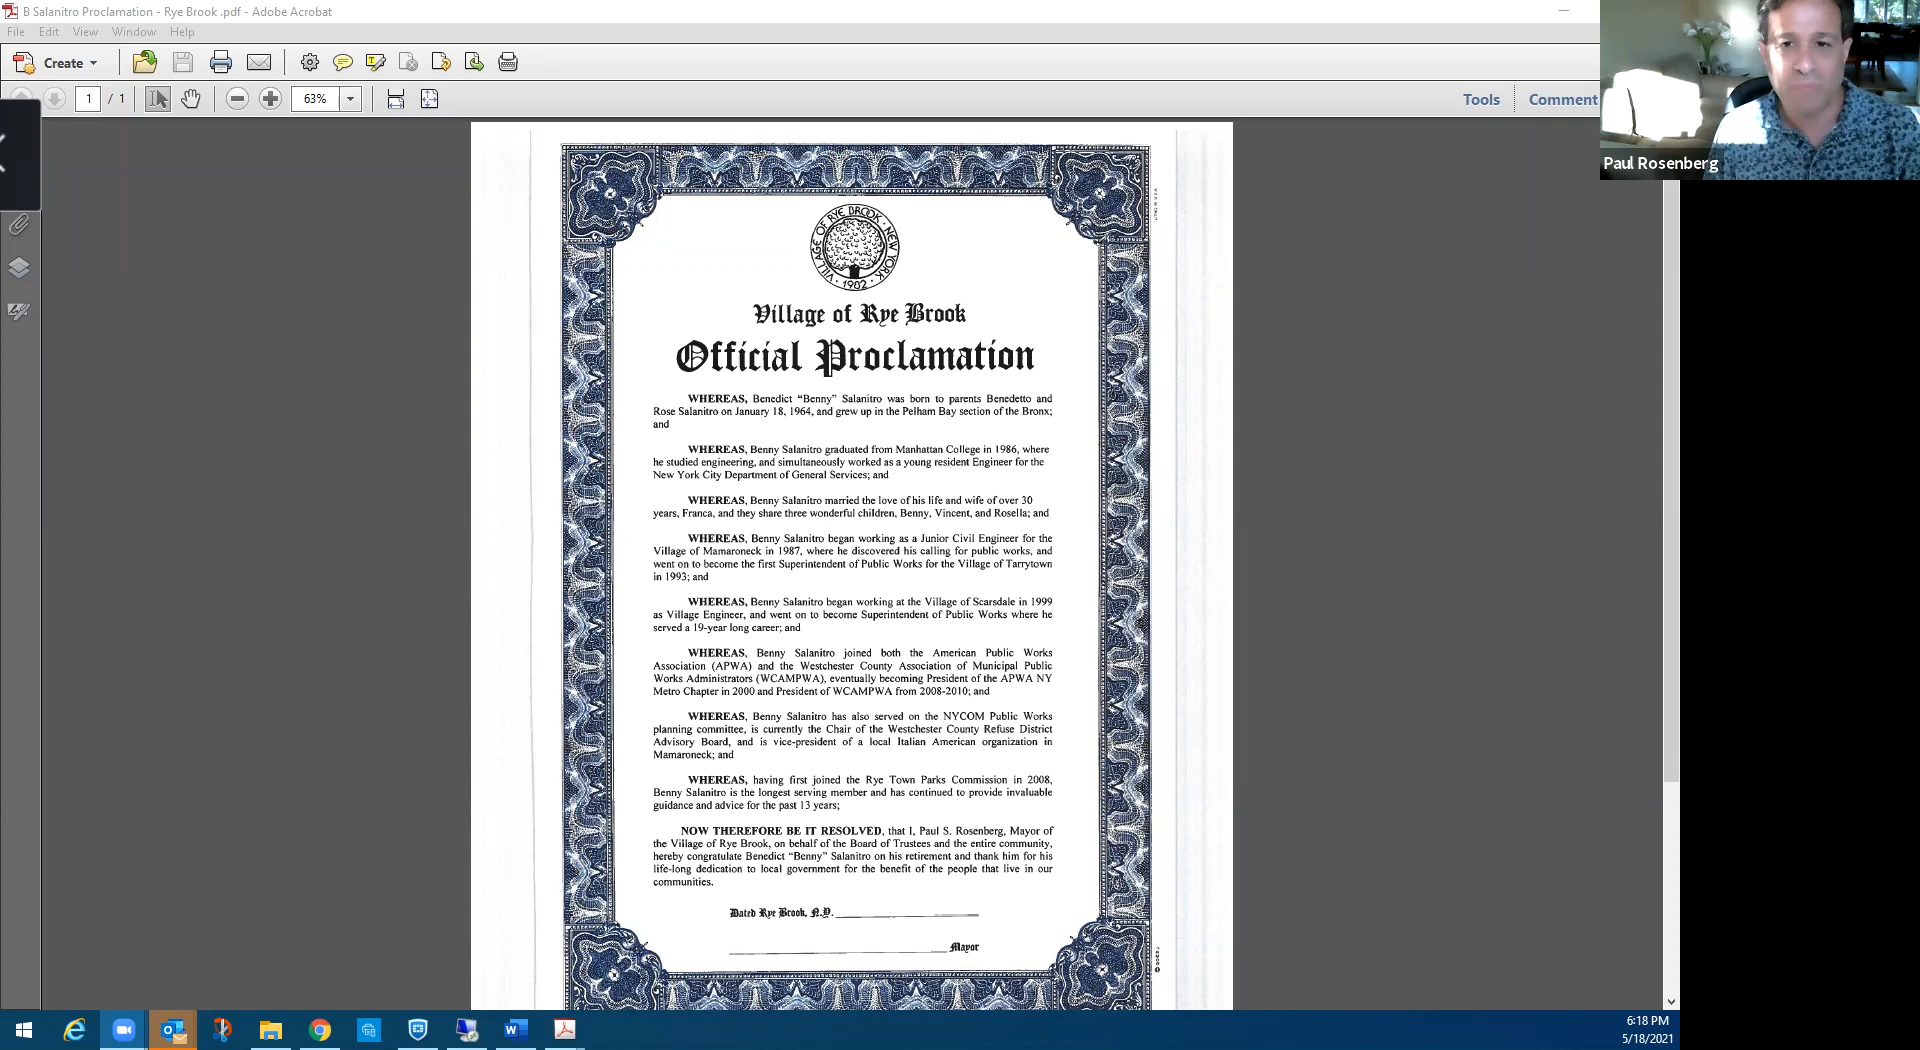 B Salanitro Proclamation - Rye Brook .pdf - Adobe Acrobat
File Edit View Window Help
Create
1 / 1
63%
Tools
Comment
Paul Rosenberg
VILLAGE OF RYE BROOK · NEW YORK
· 1982 ·
Village of Rye Brook
Official Proclamation
WHEREAS, Benedict “Benny” Salanitro was born to parents Benedetto and
Rose Salanitro on January 18, 1964, and grew up in the Pelham Bay section of the Bronx;
and
WHEREAS, Benny Salanitro graduated from Manhattan College in 1986, where
he studied engineering, and simultaneously worked as a young resident Engineer for the
New York City Department of General Services; and
WHEREAS, Benny Salanitro married the love of his life and wife of over 30
years, Franca, and they share three wonderful children, Benny, Vincent, and Rosella; and
WHEREAS, Benny Salanitro began working as a Junior Civil Engineer for the
Village of Mamaroneck in 1987, where he discovered his calling for public works, and
went on to become the first Superintendent of Public Works for the Village of Tarrytown
in 1993; and
WHEREAS, Benny Salanitro began working at the Village of Scarsdale in 1999
as Village Engineer, and went on to become Superintendent of Public Works where he
served a 19-year long career; and
WHEREAS, Benny Salanitro joined both the American Public Works
Association (APWA) and the Westchester County Association of Municipal Public
Works Administrators (WCAMPWA), eventually becoming President of the APWA NY
Metro Chapter in 2000 and President of WCAMPWA from 2008-2010; and
WHEREAS, Benny Salanitro has also served on the NYCOM Public Works
planning committee, is currently the Chair of the Westchester County Refuse District
Advisory Board, and is vice-president of a local Italian American organization in
Mamaroneck; and
WHEREAS, having first joined the Rye Town Parks Commission in 2008,
Benny Salanitro is the longest serving member and has continued to provide invaluable
guidance and advice for the past 13 years;
NOW THEREFORE BE IT RESOLVED, that I, Paul S. Rosenberg, Mayor of
the Village of Rye Brook, on behalf of the Board of Trustees and the entire community,
hereby congratulate Benedict “Benny” Salanitro on his retirement and thank him for his
life-long dedication to local government for the benefit of the people that live in our
communities.
Dated Rye Brook, N.Y.
Mayor
6:18 PM
5/18/2021